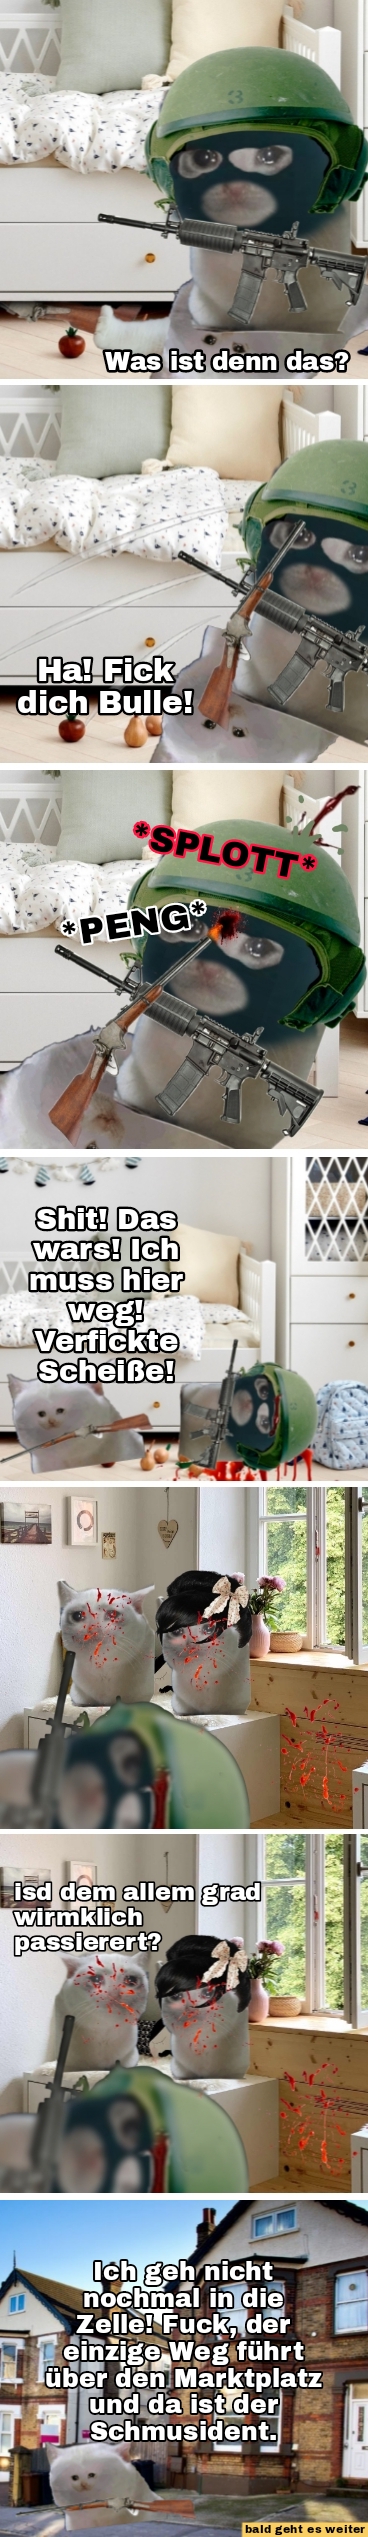 3
Was ist denn das?
3
Ha! Fick
dich Bulle!
*SPLOTT*
*PENG*
Shit! Das
wars! Ich
muss hier
weg!
Verfickte
Scheiße!
isd dem allem grad
wirmklich
passierert?
Ich geh nicht
nochmal in die
Zelle! Fuck, der
einzige Weg führt
über den Marktplatz
und da ist der
Schmusident.
bald geht es weiter